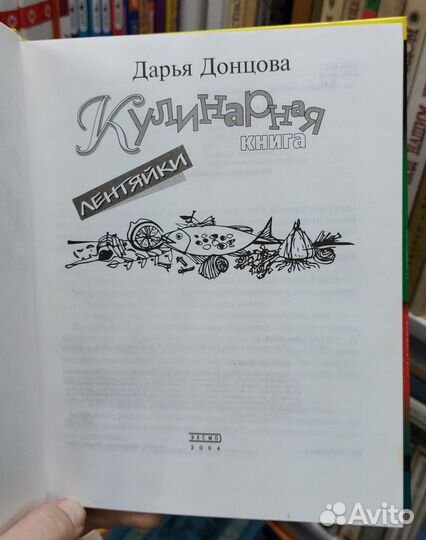 Дарья Донцова
Кулинарная
книга
ЛЕНТЯЙКИ
ЭКСМО
2004
Avito